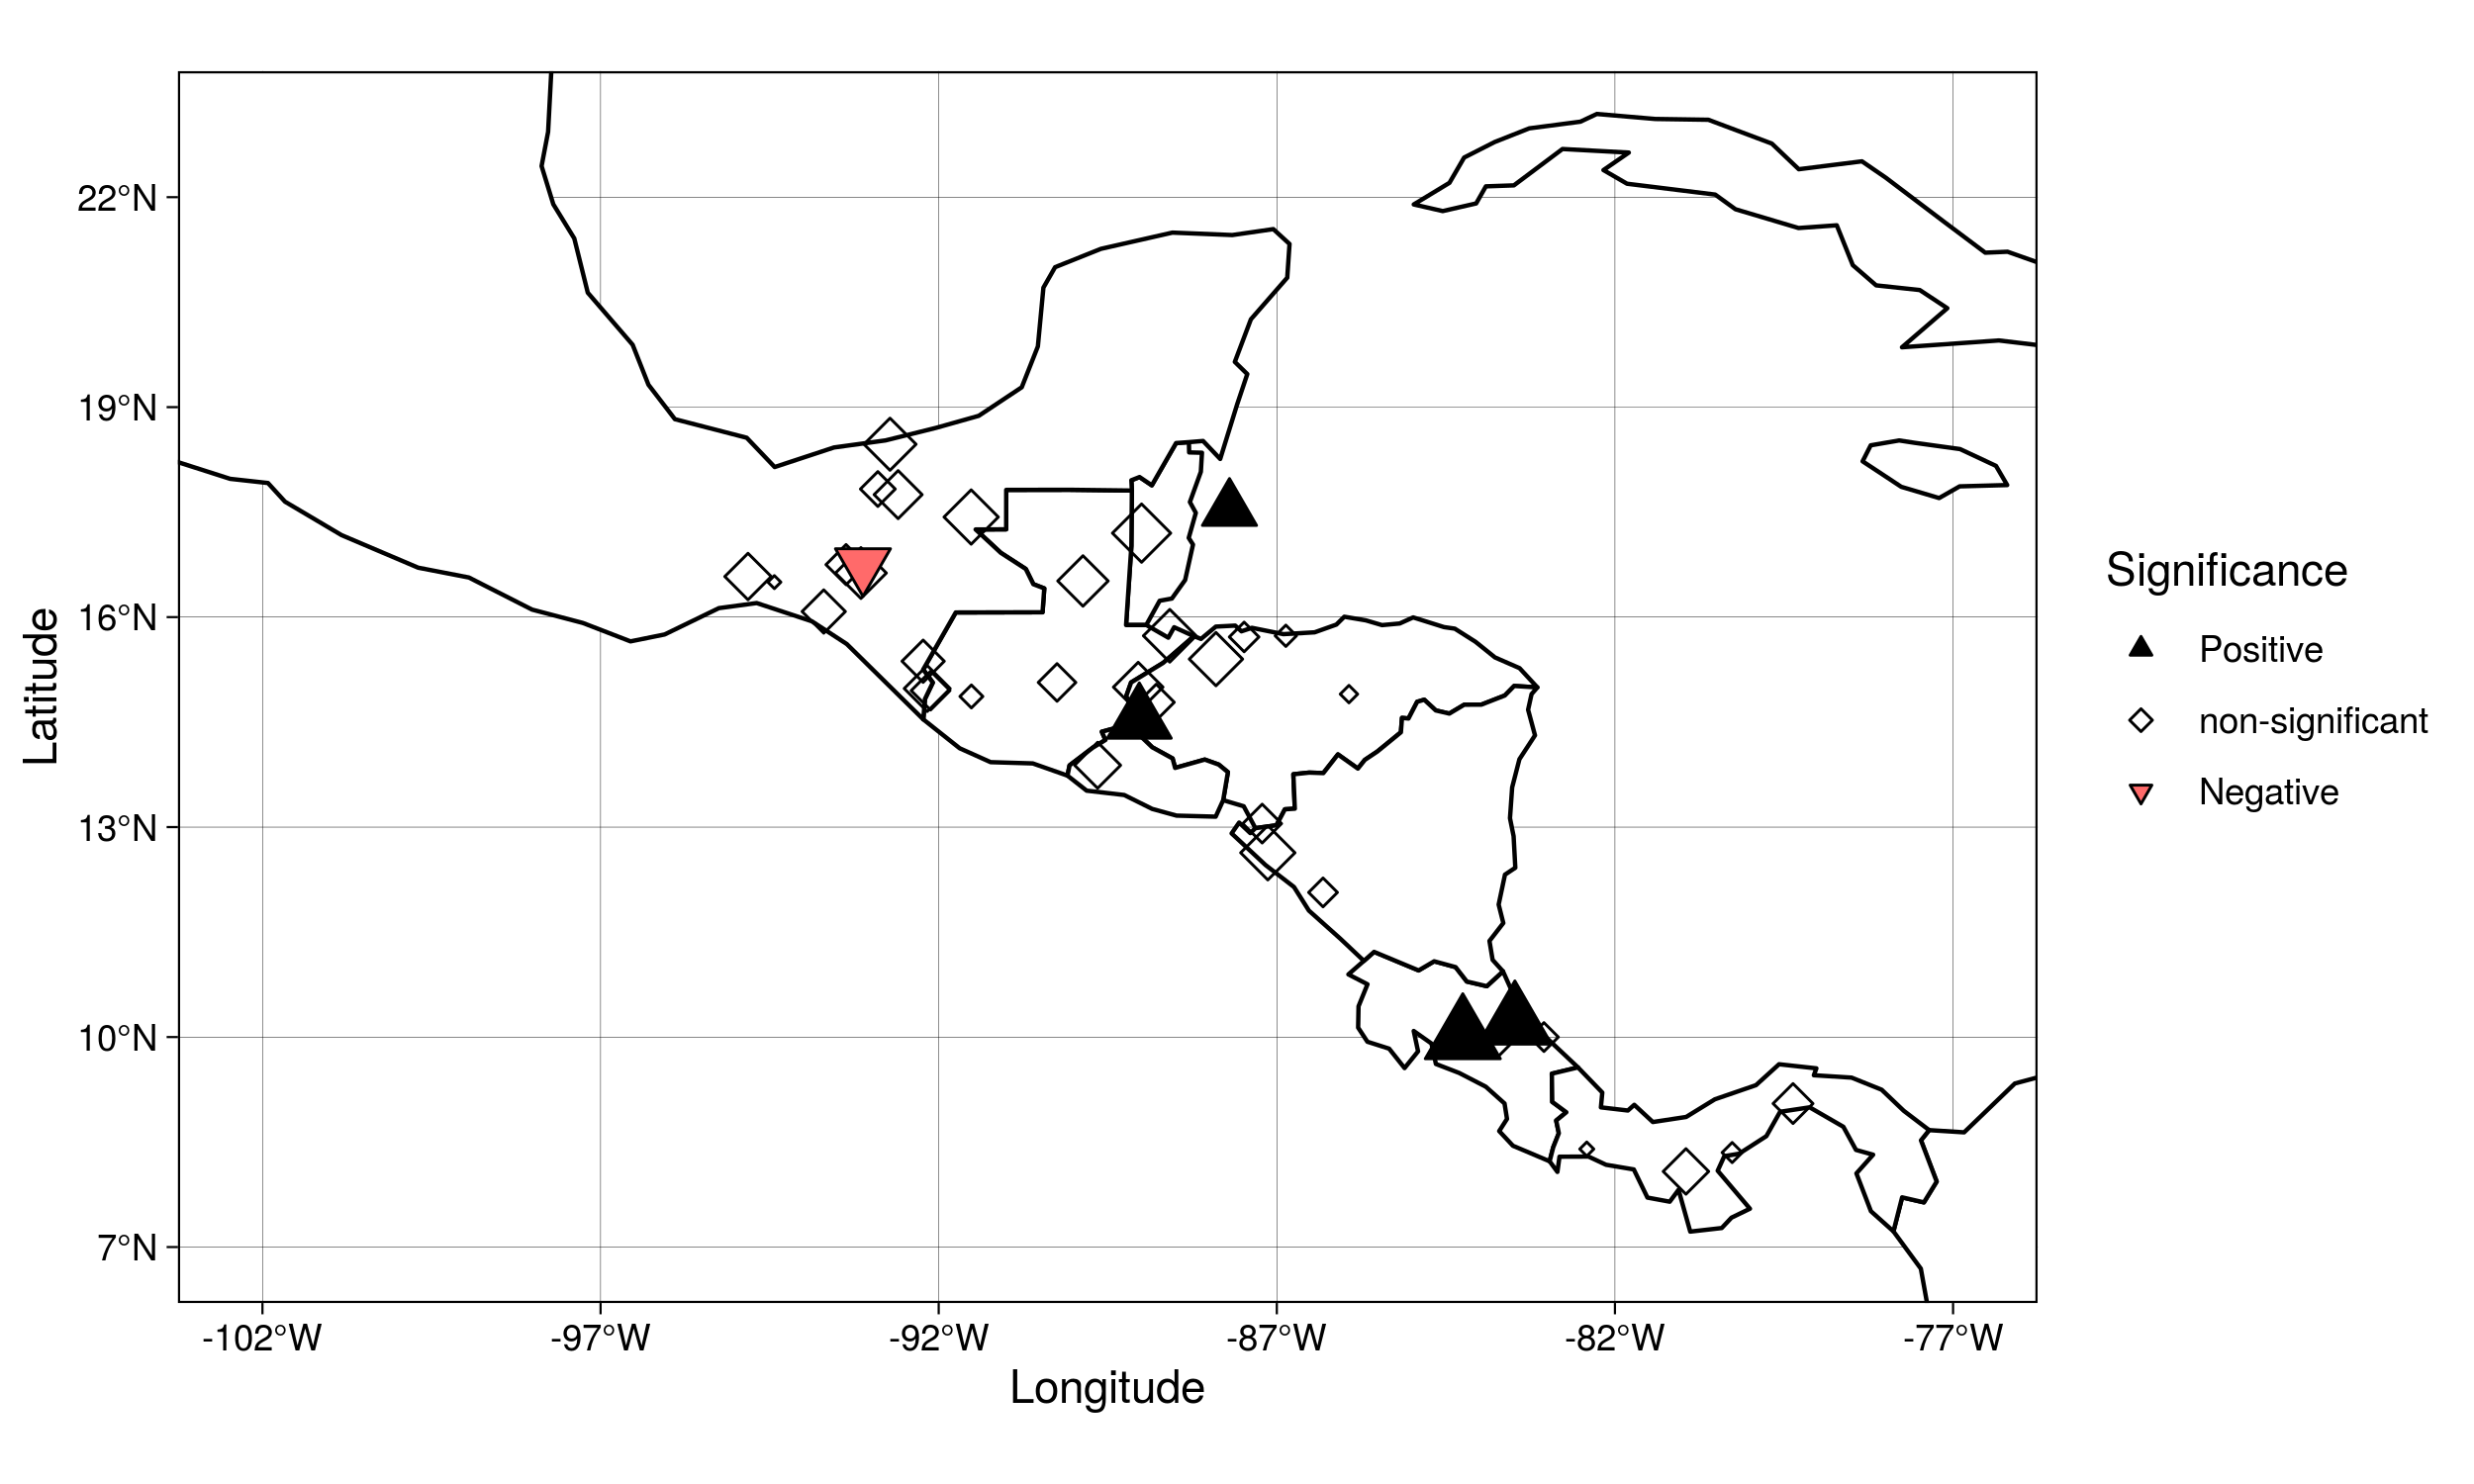 22°N
19°N
16°N
13°N
10°N
7°N
Latitude
-102°W
-97°W
-92°W
-87°W
-82°W
-77°W
Longitude
Significance
Positive
non-significant
Negative